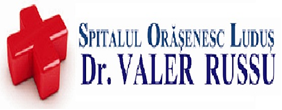 SPITALUL ORĂȘENESC LUDUȘ
Dr. VALER RUSSU